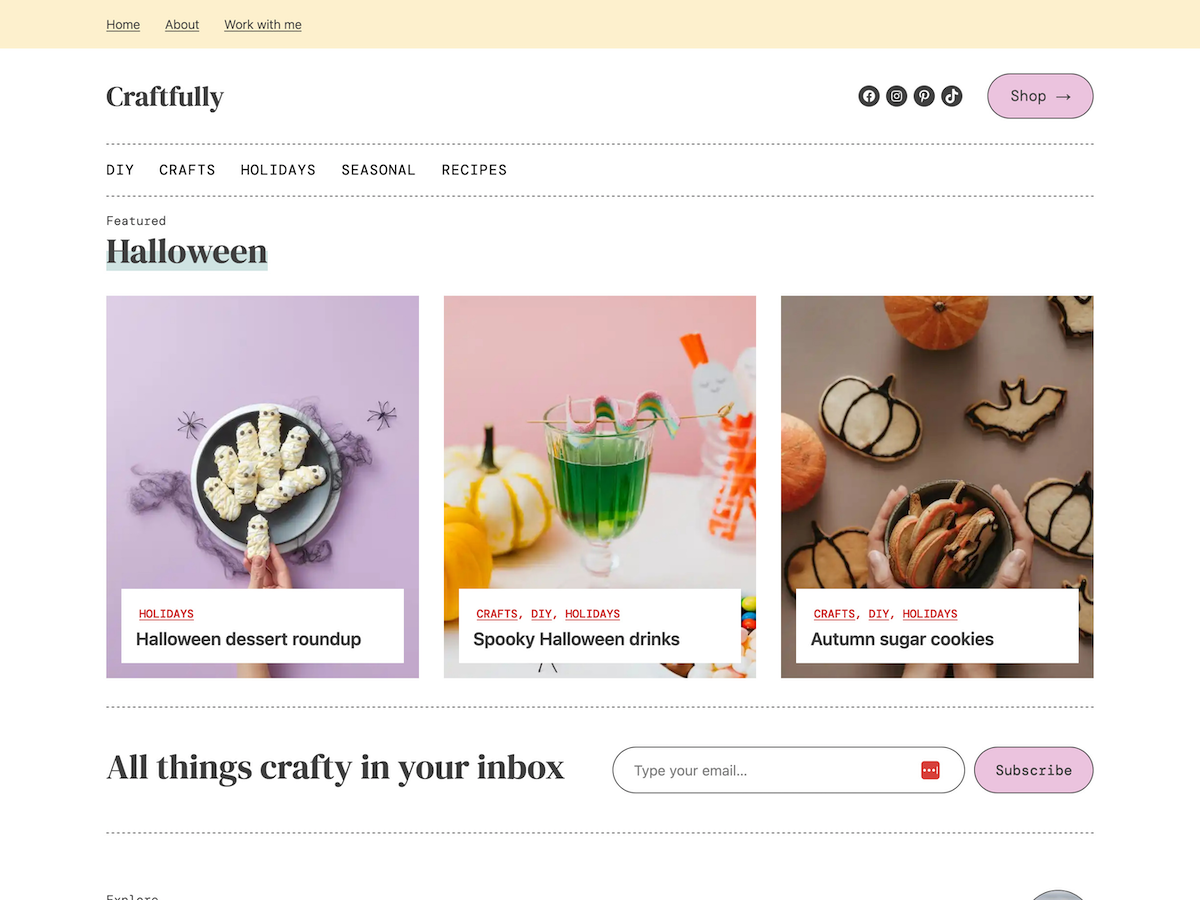 Home About Work with me
Craftfully
Shop →
DIY CRAFTS HOLIDAYS SEASONAL RECIPES
Featured
Halloween
HOLIDAYS
Halloween dessert roundup
CRAFTS, DIY, HOLIDAYS
Spooky Halloween drinks
CRAFTS, DIY, HOLIDAYS
Autumn sugar cookies
All things crafty in your inbox
Type your email...
Subscribe
Explore